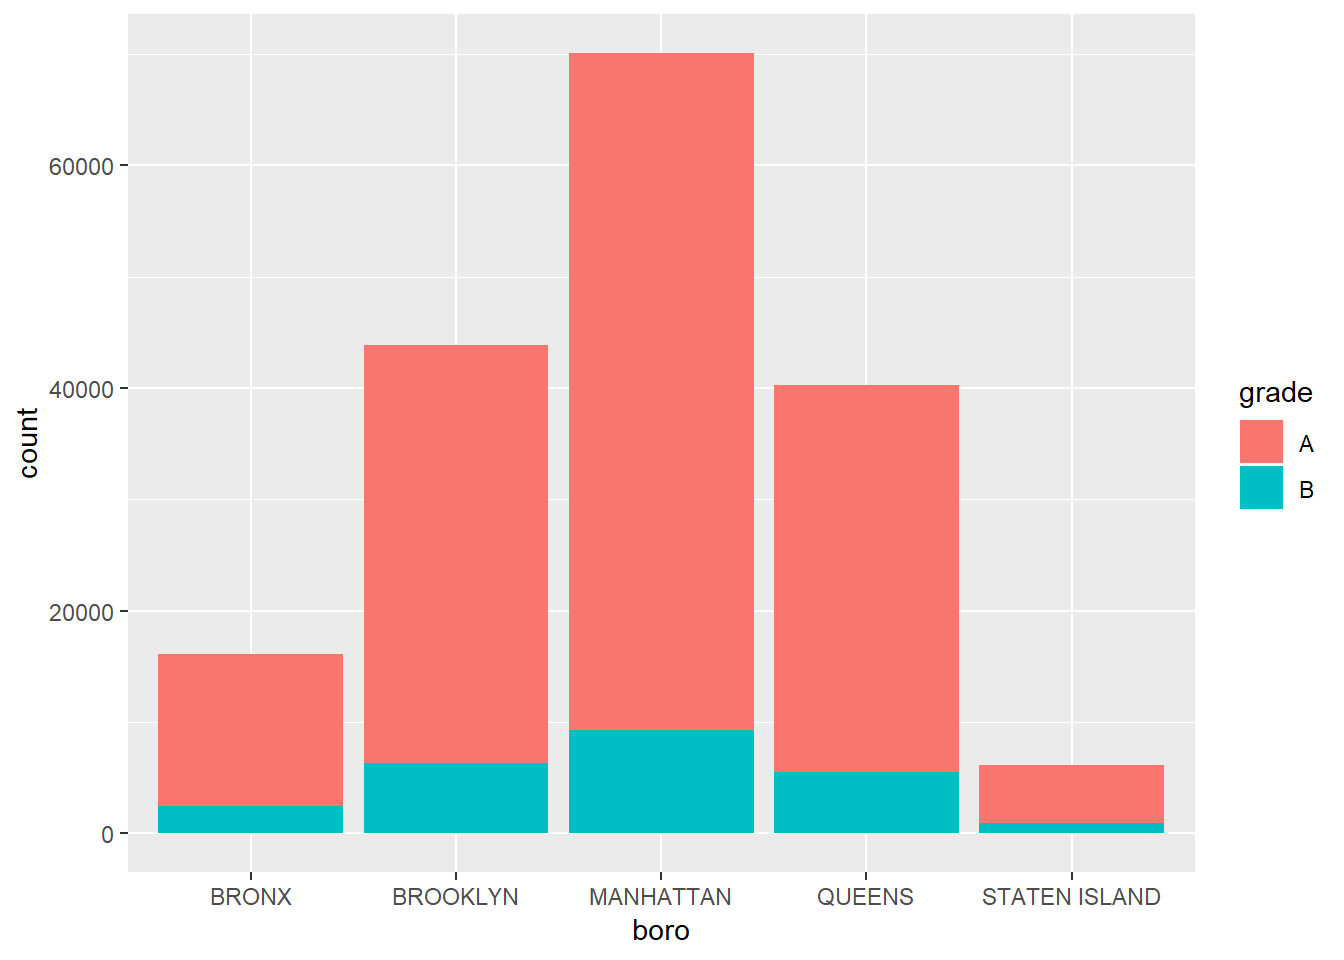 60000
40000
20000
0
count
BRONX BROOKLYN MANHATTAN QUEENS STATEN ISLAND
boro
grade
A
B